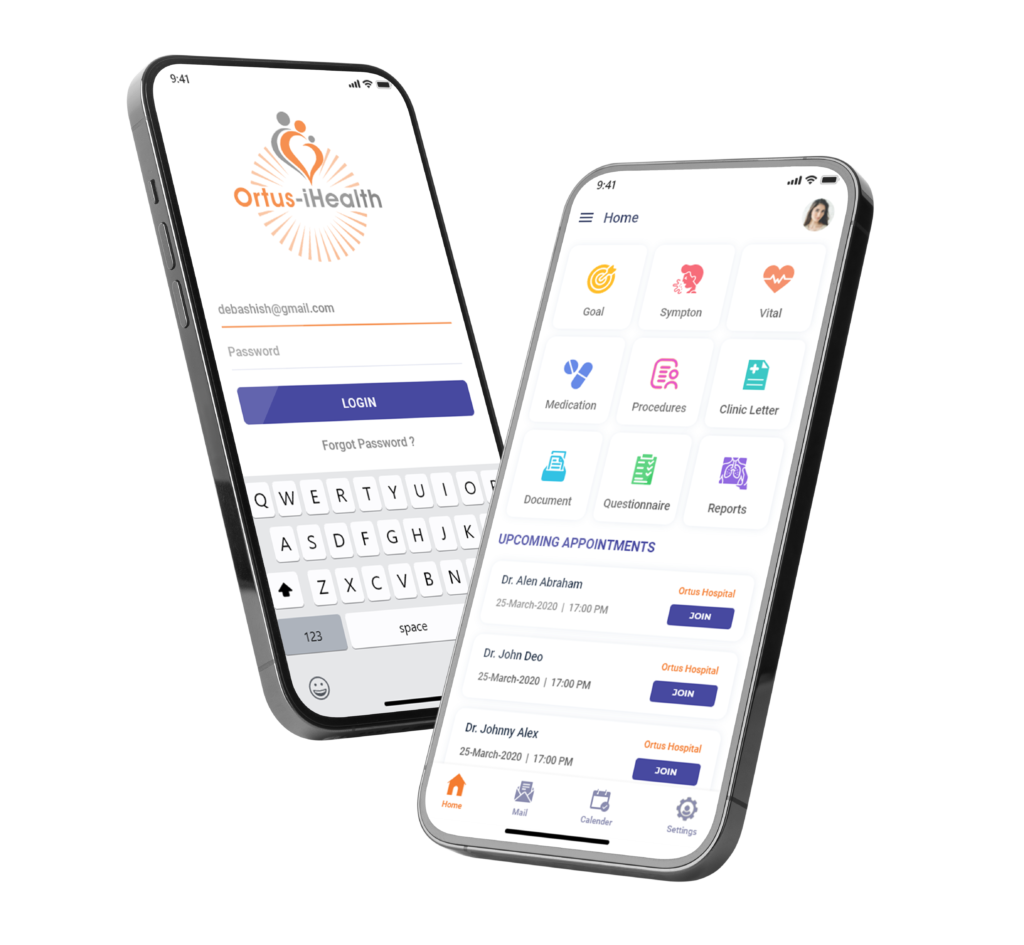 9:41
Ortus-iHealth
debashish@gmail.com
Password
LOGIN
Forgot Password ?
Q W E R T Y U I O
A S D F G H J K
Z X C V B N
123 space
9:41
Home
Goal Sympton Vital
Medication Procedures Clinic Letter
Document Questionnaire Reports
UPCOMING APPOINTMENTS
Dr. Alen Abraham
Ortus Hospital
25-March-2020 | 17:00 PM
JOIN
Dr. John Deo
Ortus Hospital
25-March-2020 | 17:00 PM
JOIN
Dr. Johnny Alex
Ortus Hospital
25-March-2020 | 17:00 PM
JOIN
Home Mail Calender Settings